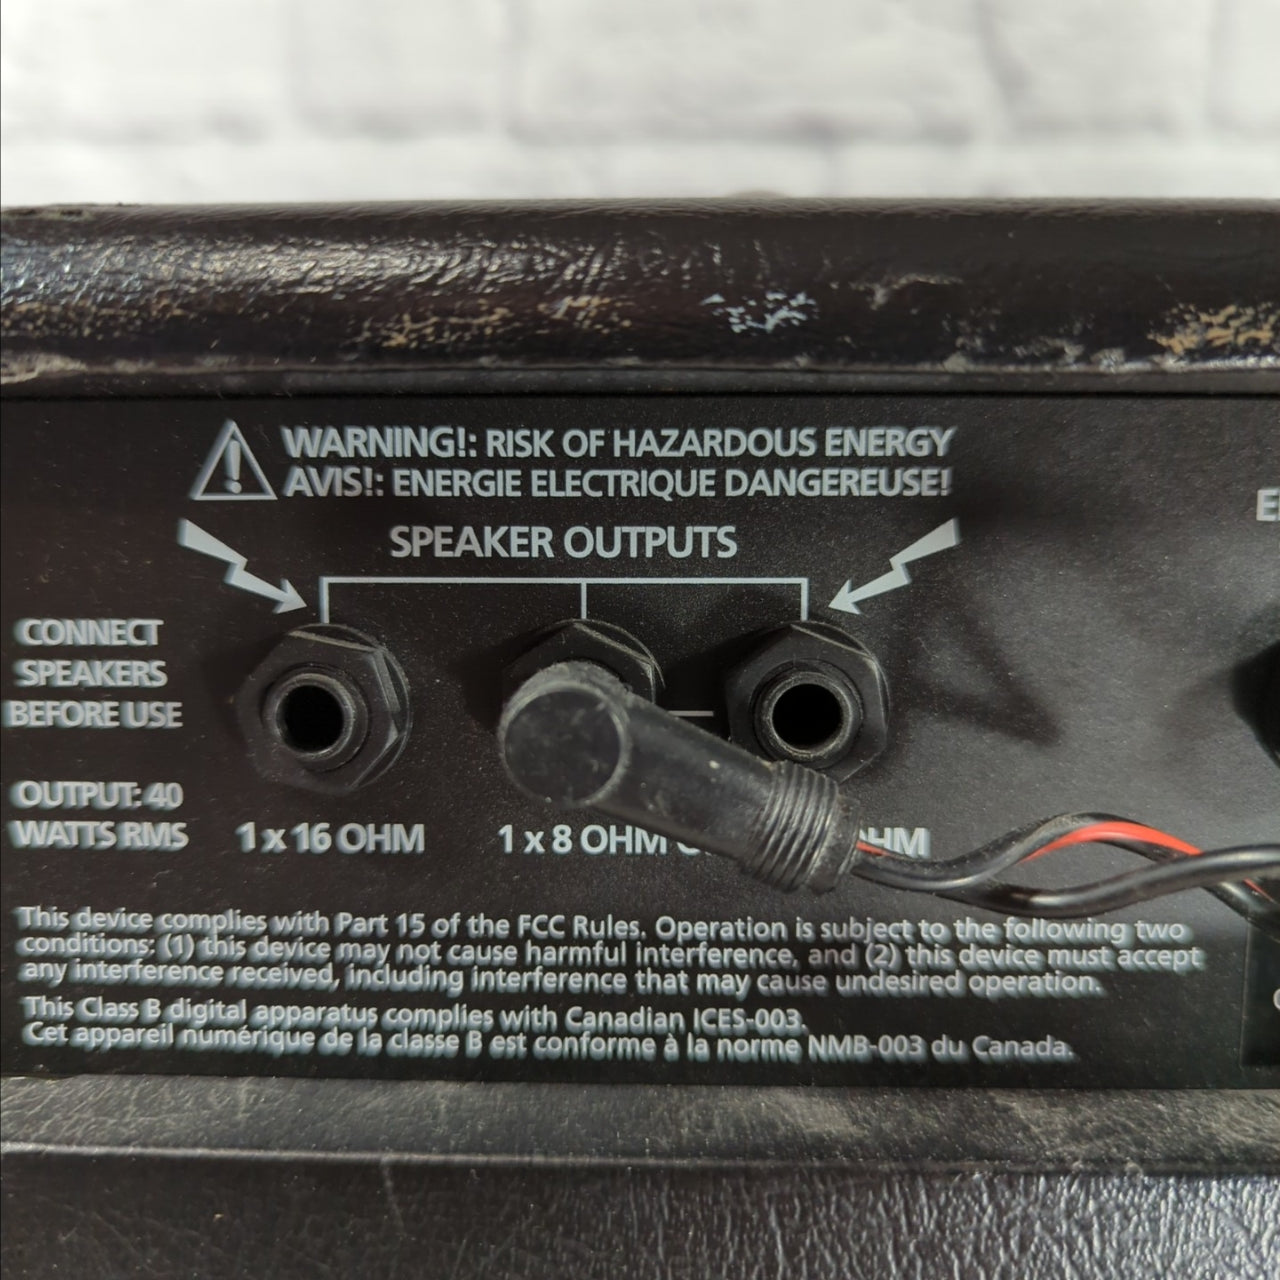 WARNING!: RISK OF HAZARDOUS ENERGY
AVIS!: ENERGIE ELECTRIQUE DANGEREUSE!
SPEAKER OUTPUTS
CONNECT
SPEAKERS
BEFORE USE
OUTPUT: 40
WATTS RMS
1 x 16 OHM
1 x 8 OHM
This device complies with Part 15 of the FCC Rules. Operation is subject to the following two
conditions: (1) this device may not cause harmful interference, and (2) this device must accept
any interference received, including interference that may cause undesired operation.
This Class B digital apparatus complies with Canadian ICES-003.
Cet appareil numérique de la classe B est conforme à la norme NMB-003 du Canada.